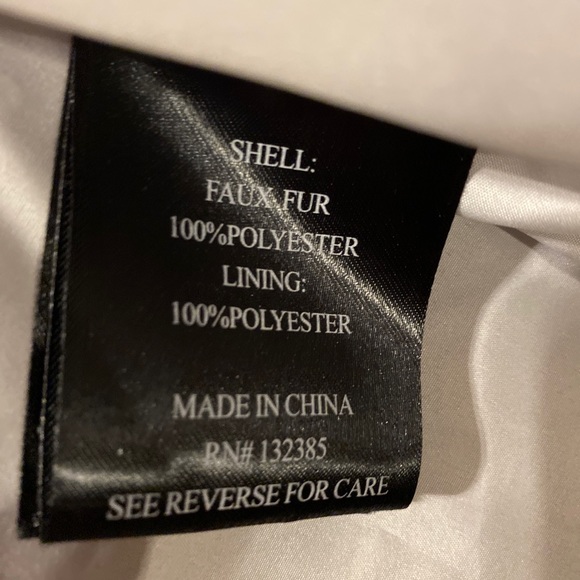 SHELL:
FAUX FUR
100%POLYESTER
LINING:
100%POLYESTER
MADE IN CHINA
RN# 132385
SEE REVERSE FOR CARE